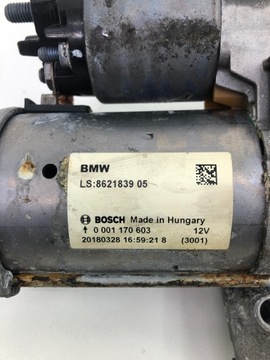 BMW
LS:8621839 05
BOSCH Made in Hungary
0 001 170 603 12V
20180328 16:59:21 8 (3001)